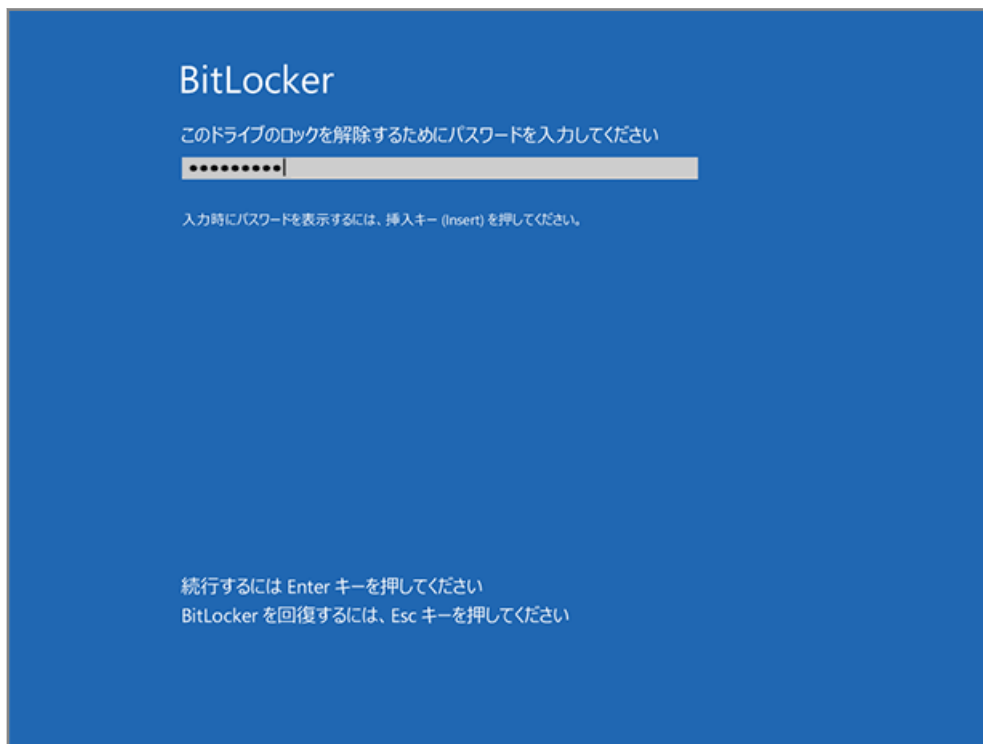 BitLocker
このドライブのロックを解除するためにパスワードを入力してください
•••••••••
入力時にパスワードを表示するには、挿入キー (Insert) を押してください。
続行するには Enter キーを押してください
BitLocker を回復するには、Esc キーを押してください